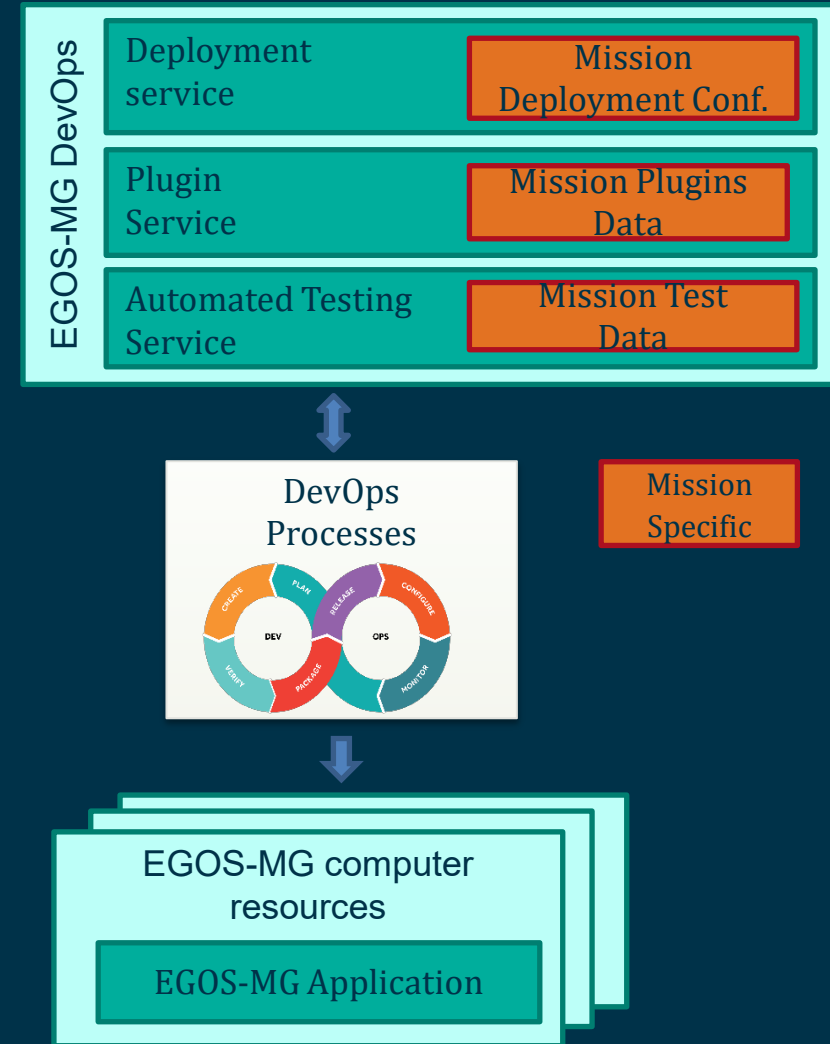 EGOS-MG DevOps
Deployment
service
Mission
Deployment Conf.
Plugin
Service
Mission Plugins
Data
Automated Testing
Service
Mission Test
Data
DevOps
Processes
Mission
Specific
CREATE
PLAN
RELEASE
CONFIGURE
DEV
OPS
VERIFY
PACKAGE
MONITOR
EGOS-MG computer
resources
EGOS-MG Application